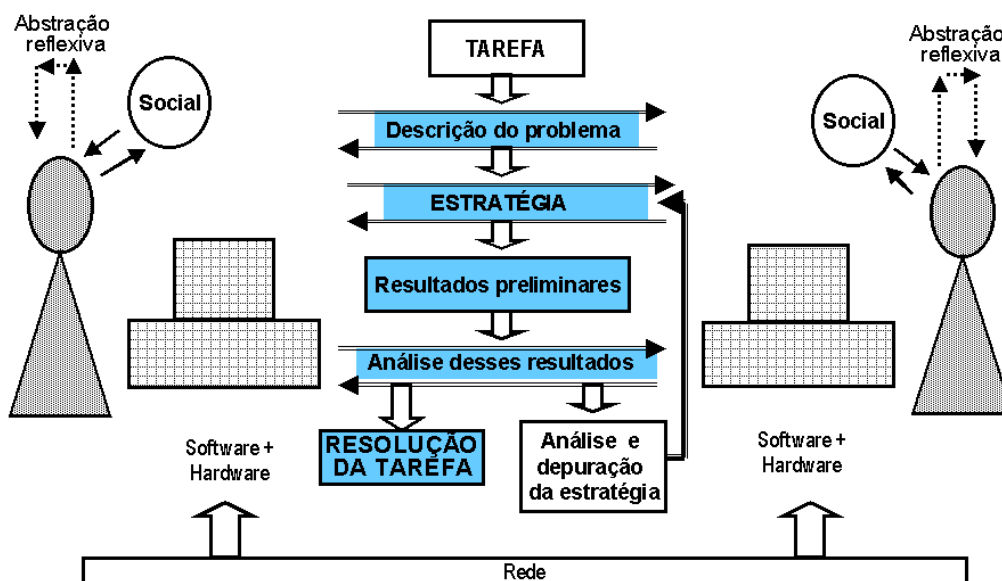 Abstração
reflexiva
Social
TAREFA
Descrição do problema
ESTRATÉGIA
Resultados preliminares
Análise desses resultados
RESOLUÇÃO
DA TAREFA
Análise e
depuração
da estratégia
Abstração
reflexiva
Social
Software +
Hardware
Software +
Hardware
Rede